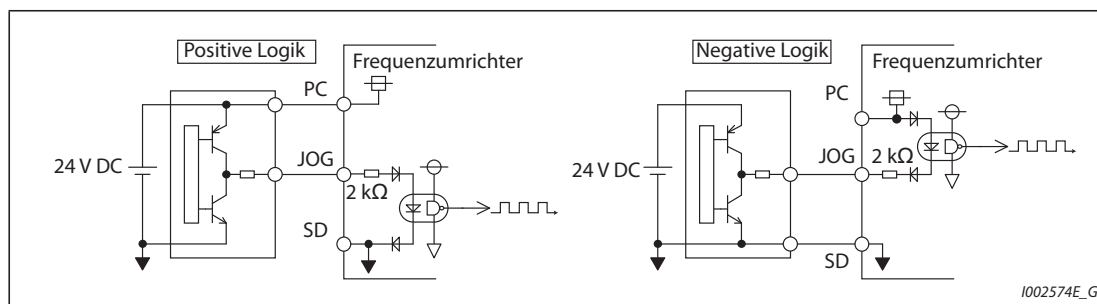 Positive Logik
Frequenzumrichter
PC
24 V DC
JOG
2 kΩ
SD
Negative Logik
Frequenzumrichter
PC
24 V DC
JOG
2 kΩ
SD
I002574E_G